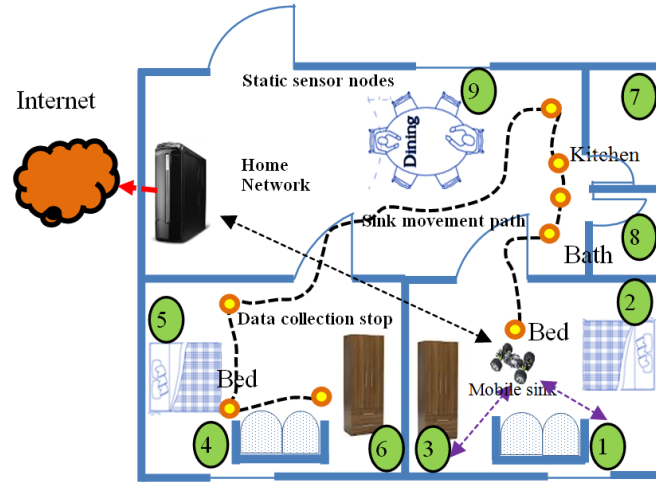 Static sensor nodes
9
7
Internet
Dining
Kitchen
Home
Network
Sink movement path
8
Bath
5
2
Data collection stop
Bed
Bed
Mobile sink
4
6
3
1